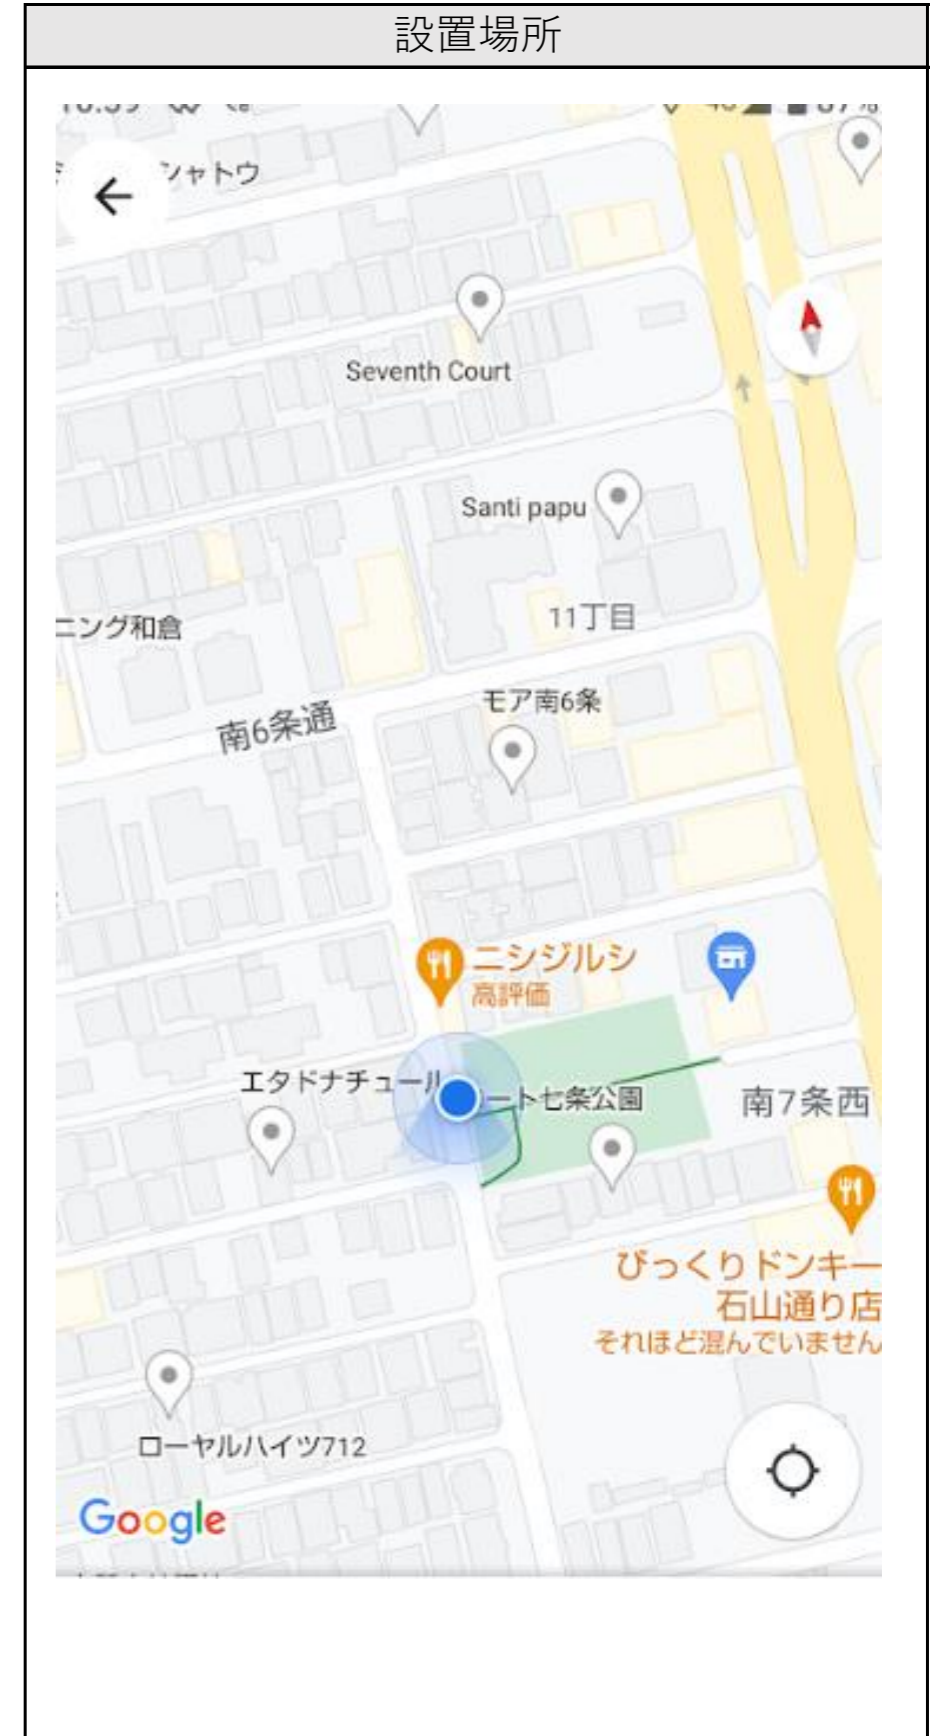 設置場所
シャトウ
Seventh Court
Santi papu
11丁目
ニング和倉
モア南6条
南6条通
ニシジルシ
高評価
エタドナチュール
ート七条公園
南7条西
びっくりドンキー
石山通り店
それほど混んでいません
ローヤルハイツ712
Google